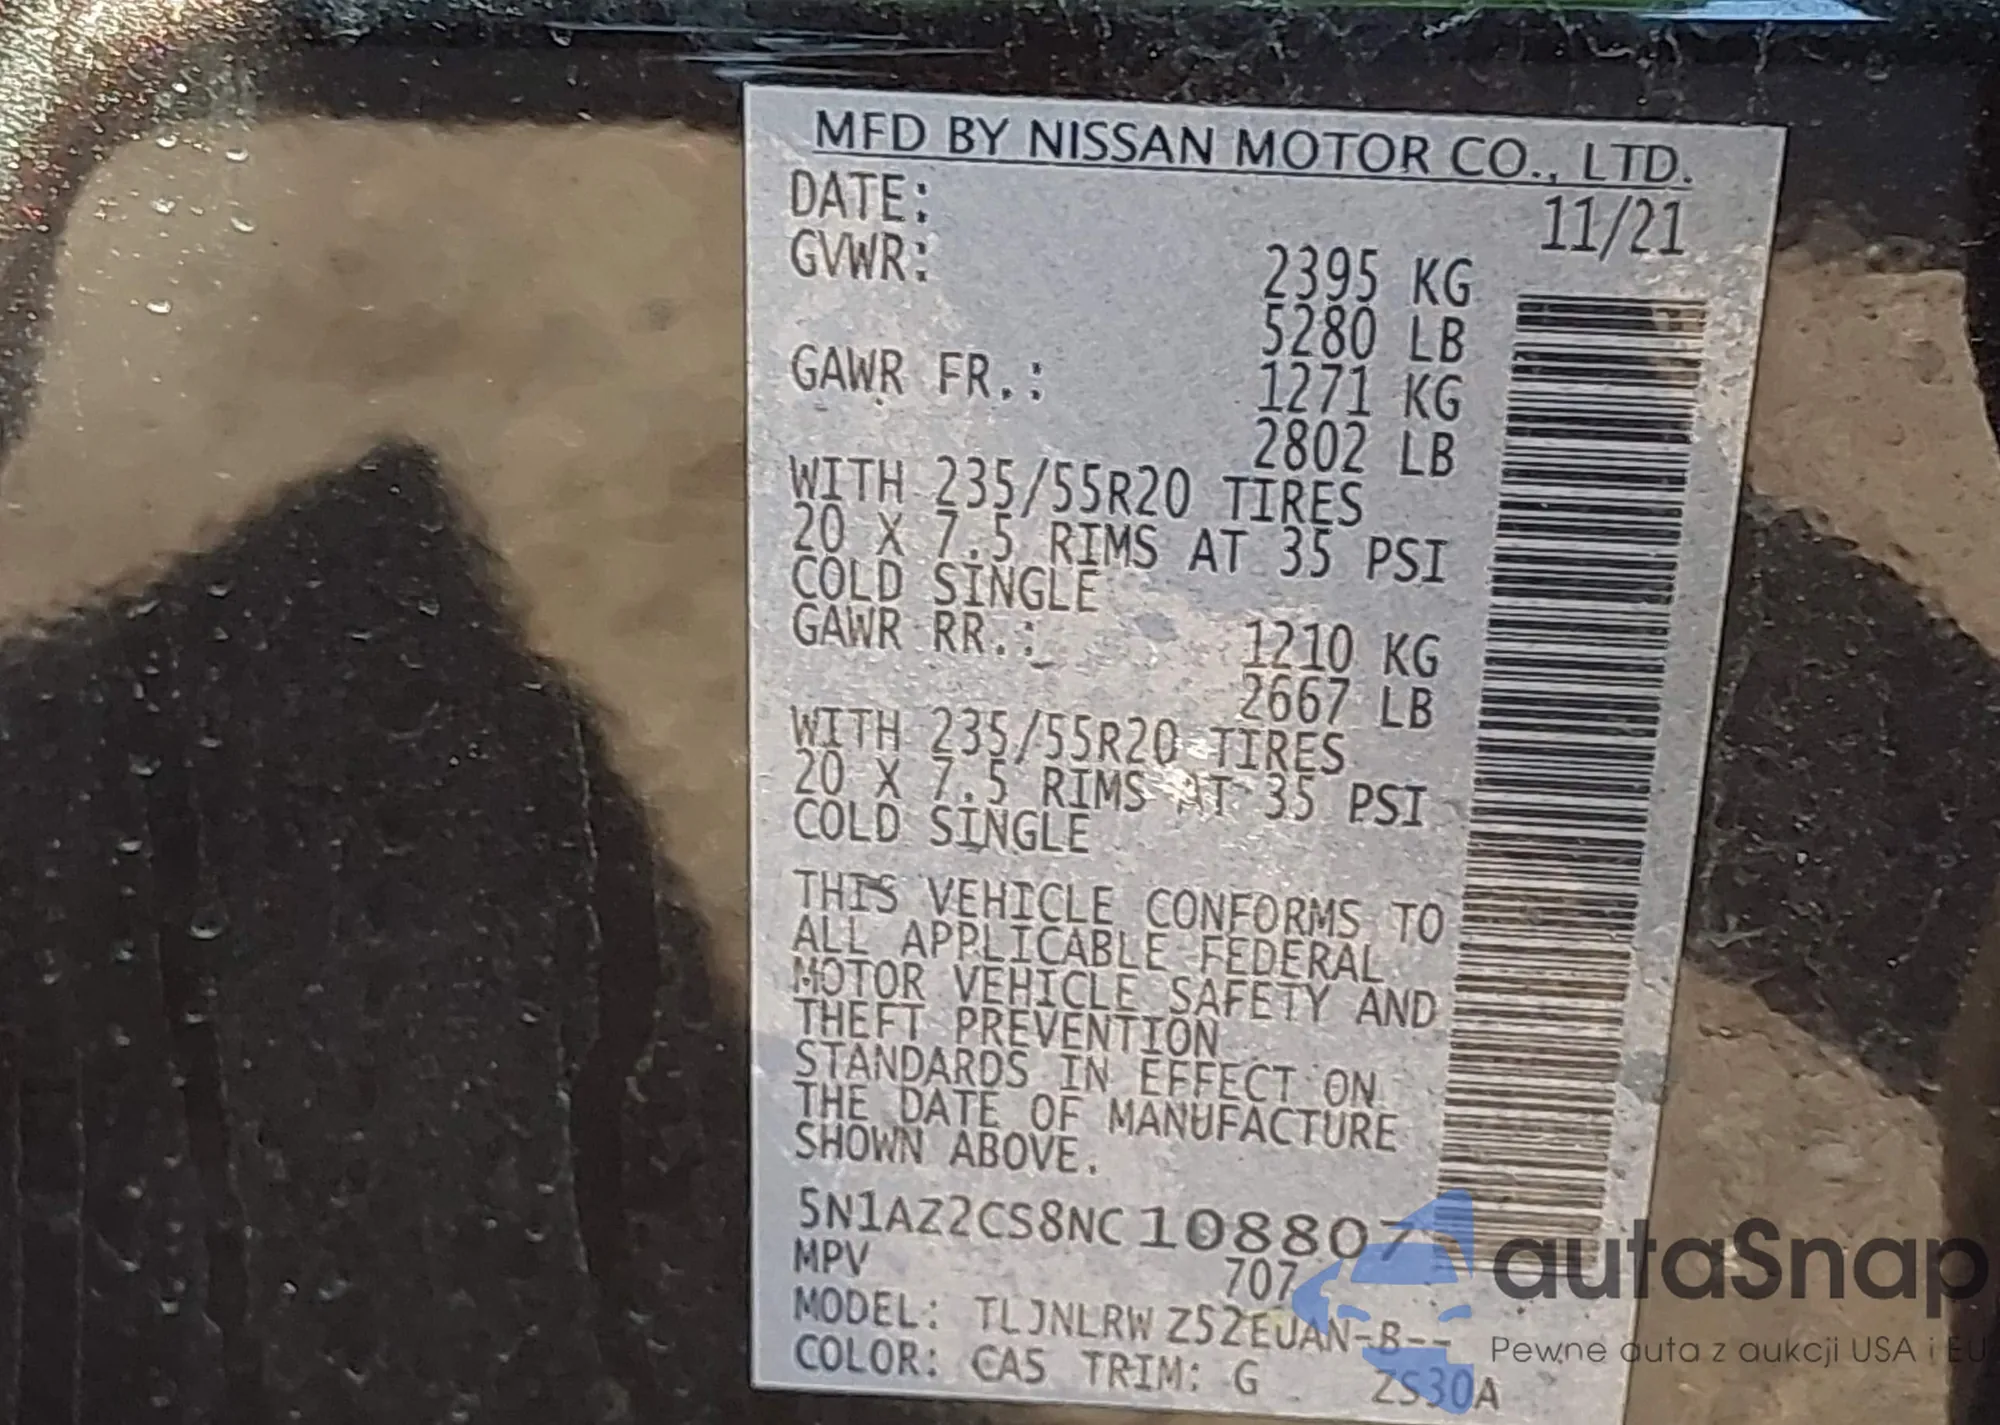 MFD BY NISSAN MOTOR CO., LTD.
DATE: 11/21
GVWR: 2395 KG
5280 LB
GAWR FR.: 1271 KG
2802 LB
WITH 235/55R20 TIRES
20 X 7.5 RIMS AT 35 PSI
COLD SINGLE
GAWR RR.: 1210 KG
2667 LB
WITH 235/55R20 TIRES
20 X 7.5 RIMS AT 35 PSI
COLD SINGLE
THIS VEHICLE CONFORMS TO
ALL APPLICABLE FEDERAL
MOTOR VEHICLE SAFETY AND
THEFT PREVENTION
STANDARDS IN EFFECT ON
THE DATE OF MANUFACTURE
SHOWN ABOVE.
5N1AZ2CS8NC108807
MPV 707
MODEL: TLJNLRW Z52EUAN-B--
COLOR: CAS TRIM: G ZS30A
autaSnap
Pewne auta z aukcji USA i EU